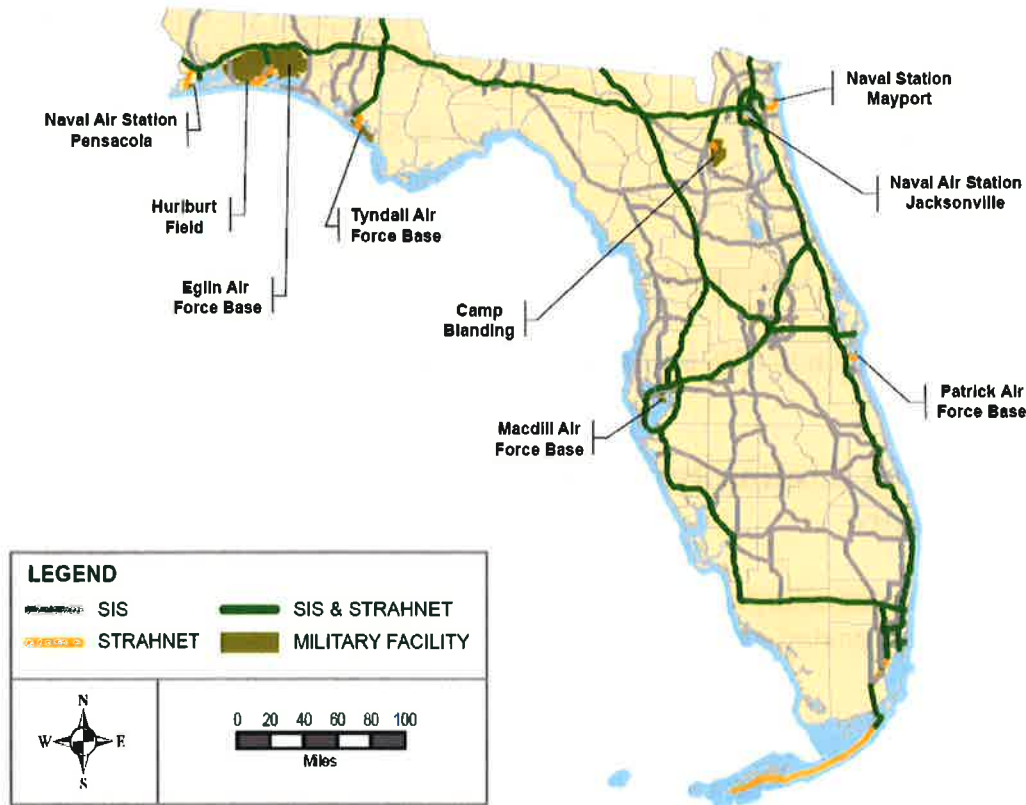 Naval Air Station
Pensacola
Hurlburt
Field
Eglin Air
Force Base
Tyndall Air
Force Base
Camp
Blanding
Macdill Air
Force Base
Naval Station
Mayport
Naval Air Station
Jacksonville
Patrick Air
Force Base
LEGEND
SIS
SIS & STRAHNET
STRAHNET
MILITARY FACILITY
N
W E
S
0 20 40 60 80 100
Miles